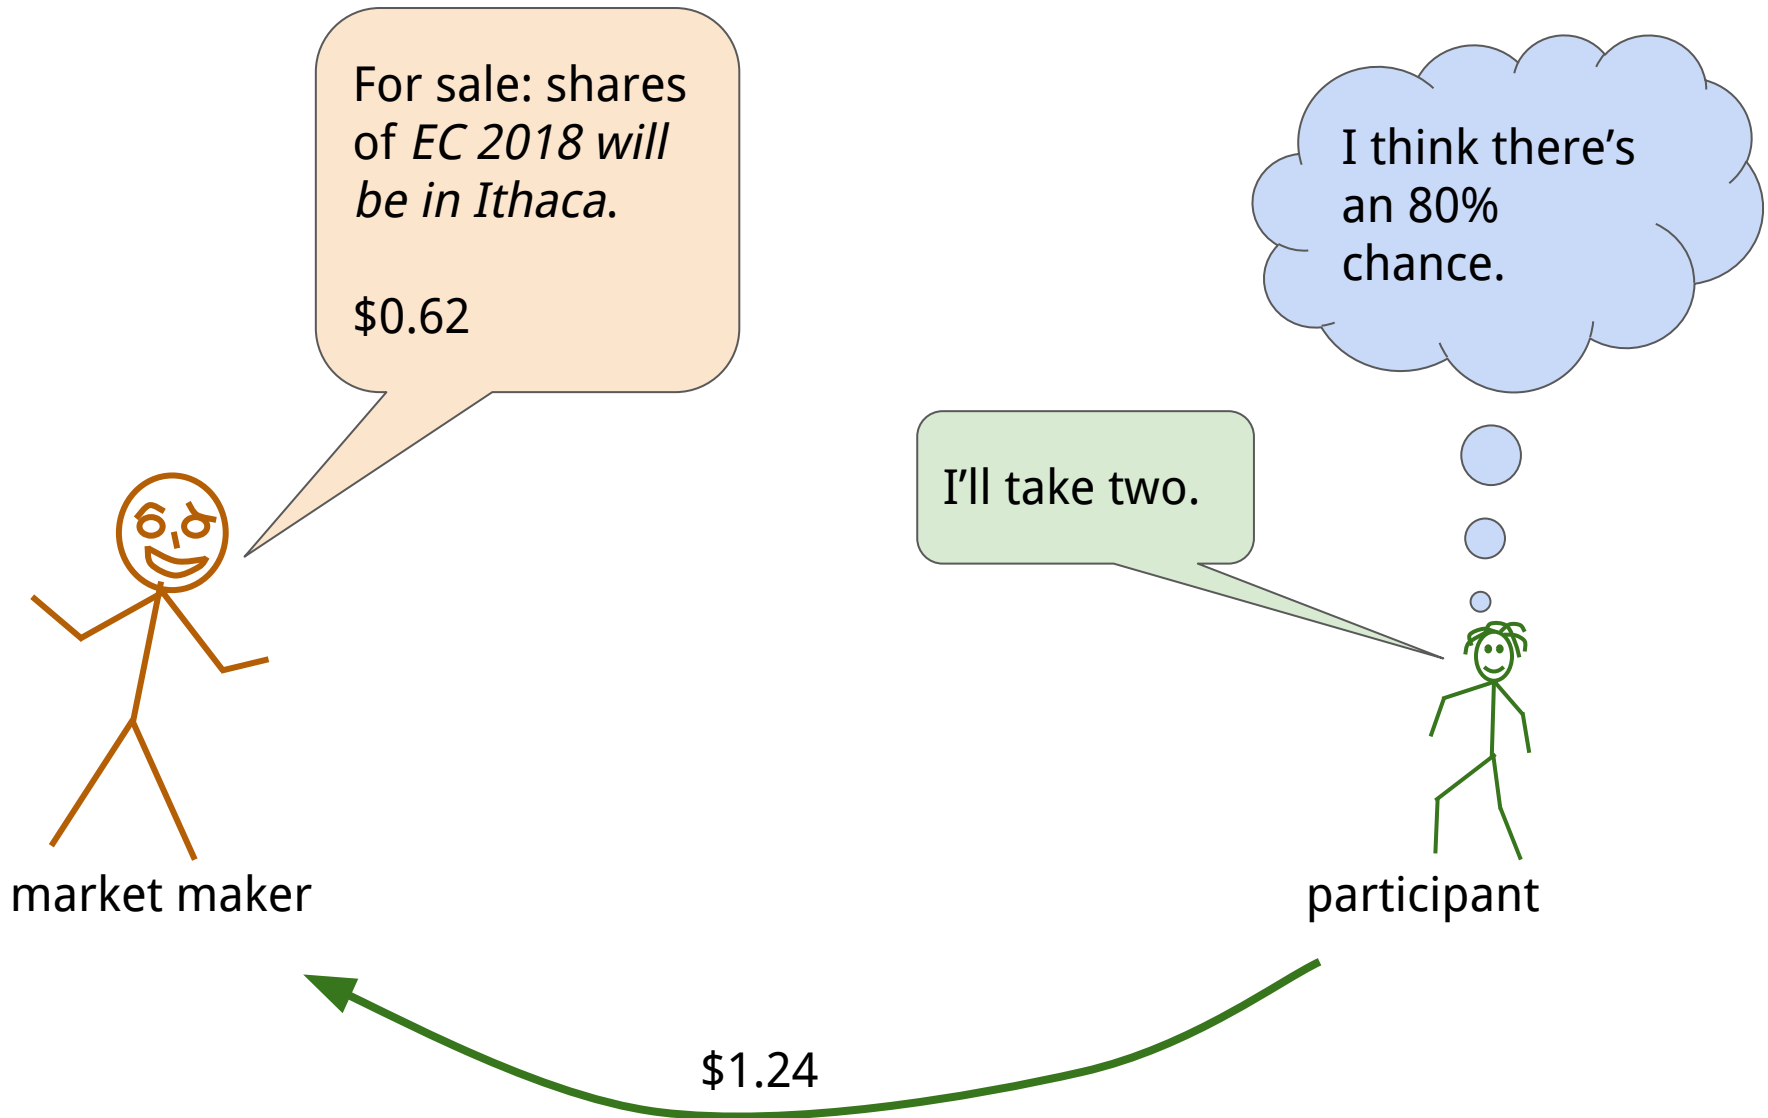 For sale: shares
of EC 2018 will
be in Ithaca.
$0.62
I think there’s
an 80%
chance.
I’ll take two.
market maker
participant
$1.24